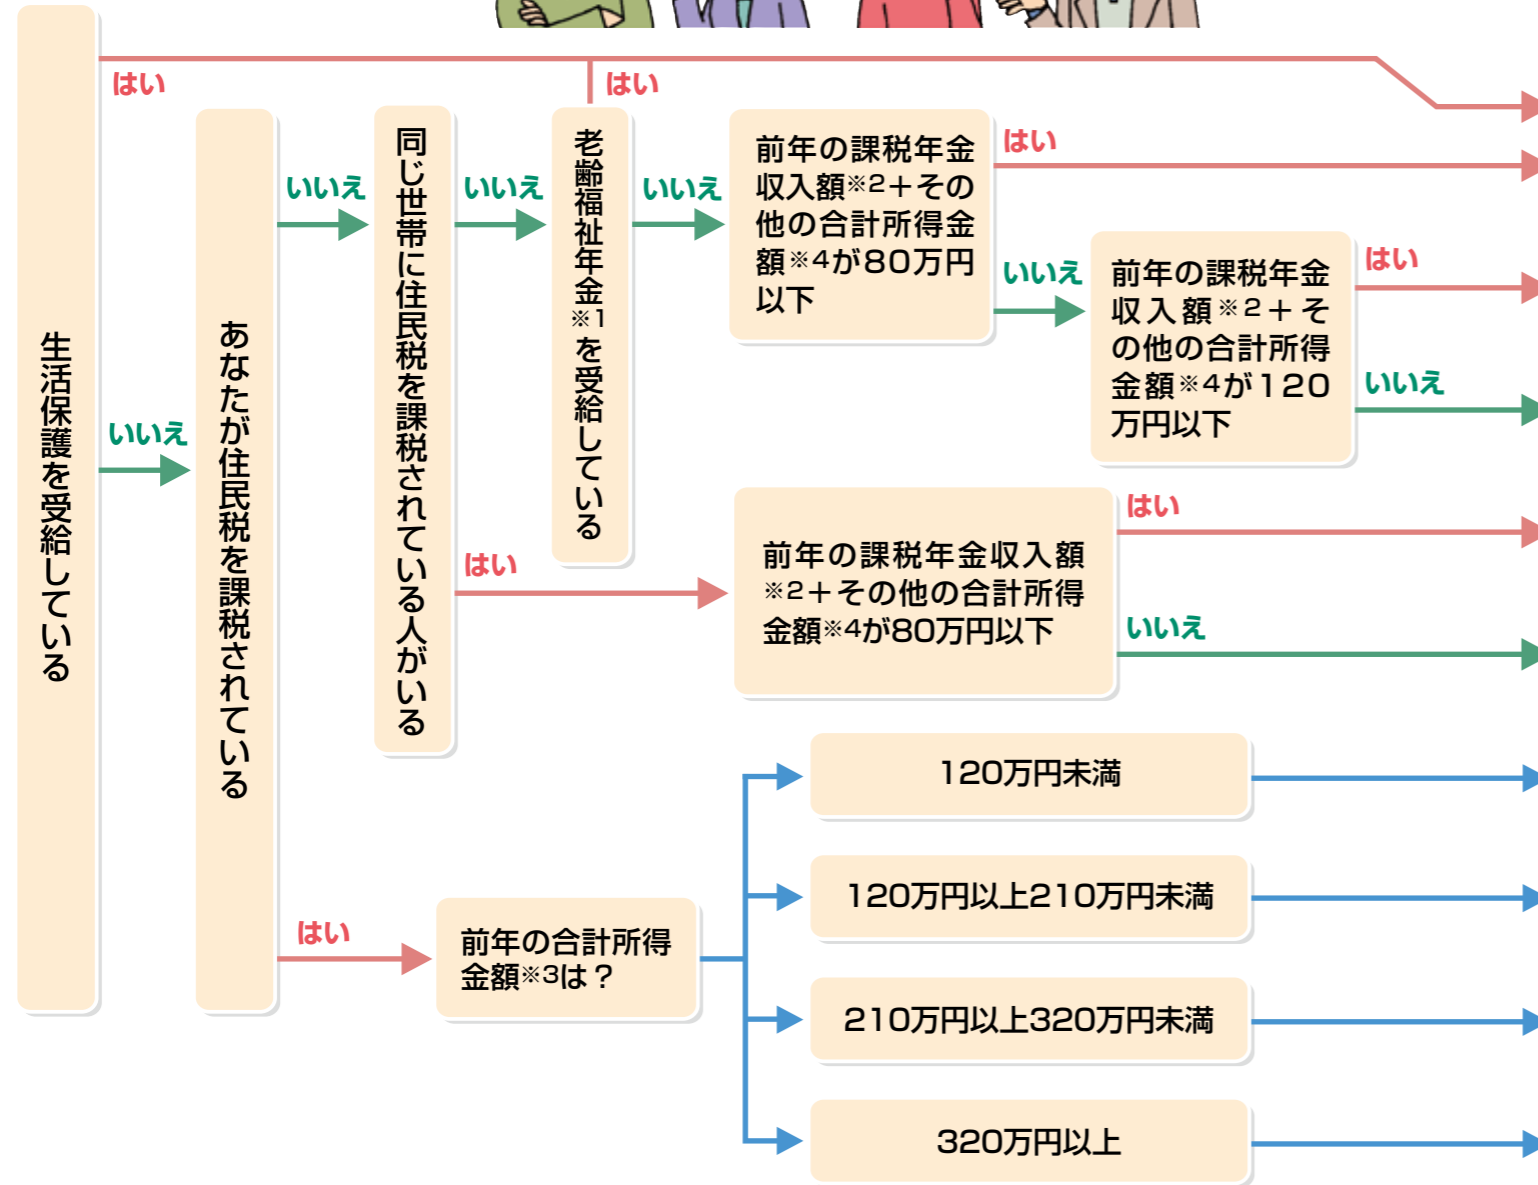 生活保護を受給している
はい
いいえ
あなたが住民税を課税されている
いいえ
はい
同じ世帯に住民税を課税されている人がいる
いいえ
はい
老齢福祉年金※1を受給している
はい
いいえ
前年の課税年金
収入額※2＋その
他の合計所得金
額※4が80万円
以下
はい
いいえ
前年の課税年金
収入額※2＋そ
の他の合計所得
金額※4が120
万円以下
はい
いいえ
前年の課税年金収入額
※2＋その他の合計所得
金額※4が80万円以下
はい
いいえ
前年の合計所得
金額※3は？
120万円未満
120万円以上210万円未満
210万円以上320万円未満
320万円以上